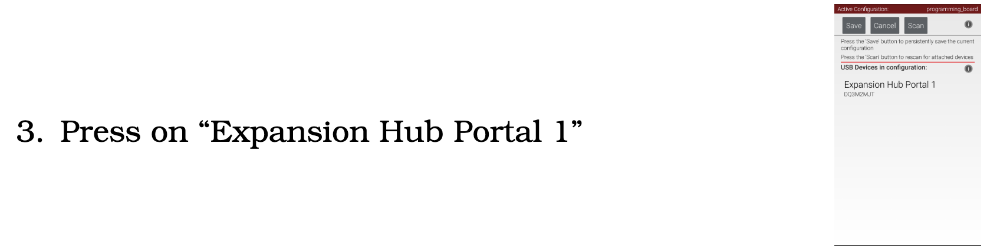 3. Press on “Expansion Hub Portal 1”
Active Configuration: programming_board
Save Cancel Scan
Press the 'Save' button to persistently save the current
configuration
Press the 'Scan' button to rescan for attached devices
USB Devices in configuration:
Expansion Hub Portal 1
DQ3M2MJT